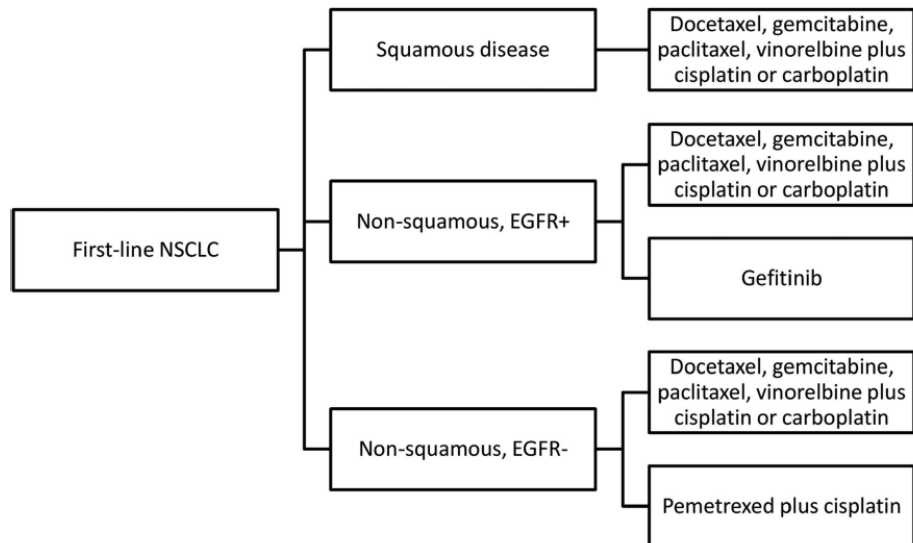 Squamous disease
Docetaxel, gemcitabine,
paclitaxel, vinorelbine plus
cisplatin or carboplatin
First-line NSCLC
Non-squamous, EGFR+
Docetaxel, gemcitabine,
paclitaxel, vinorelbine plus
cisplatin or carboplatin
Gefitinib
Non-squamous, EGFR-
Docetaxel, gemcitabine,
paclitaxel, vinorelbine plus
cisplatin or carboplatin
Pemetrexed plus cisplatin